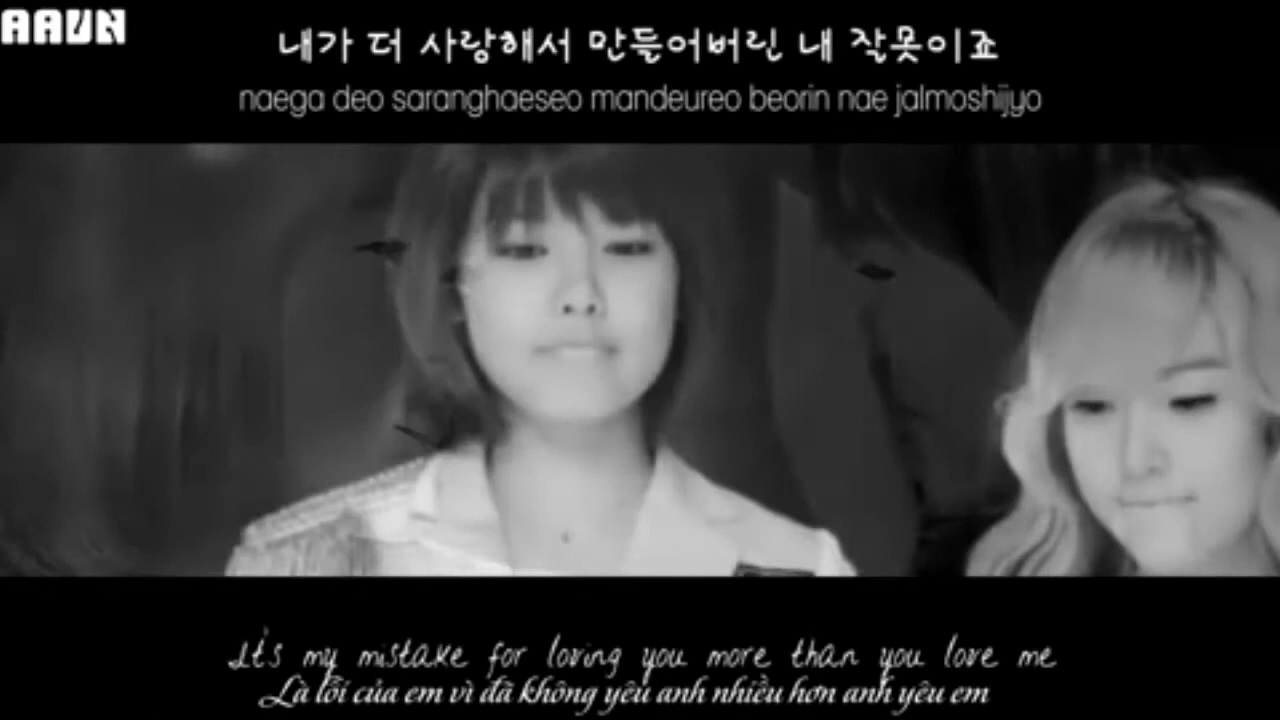 AAUN
내가 더 사랑해서 만들어버린 내 잘못이죠
naega deo saranghaeseo mandeureo beorin nae jalmoshijyo
It's my mistake for loving you more than you love me
Là lỗi của em vì đã không yêu anh nhiều hơn anh yêu em